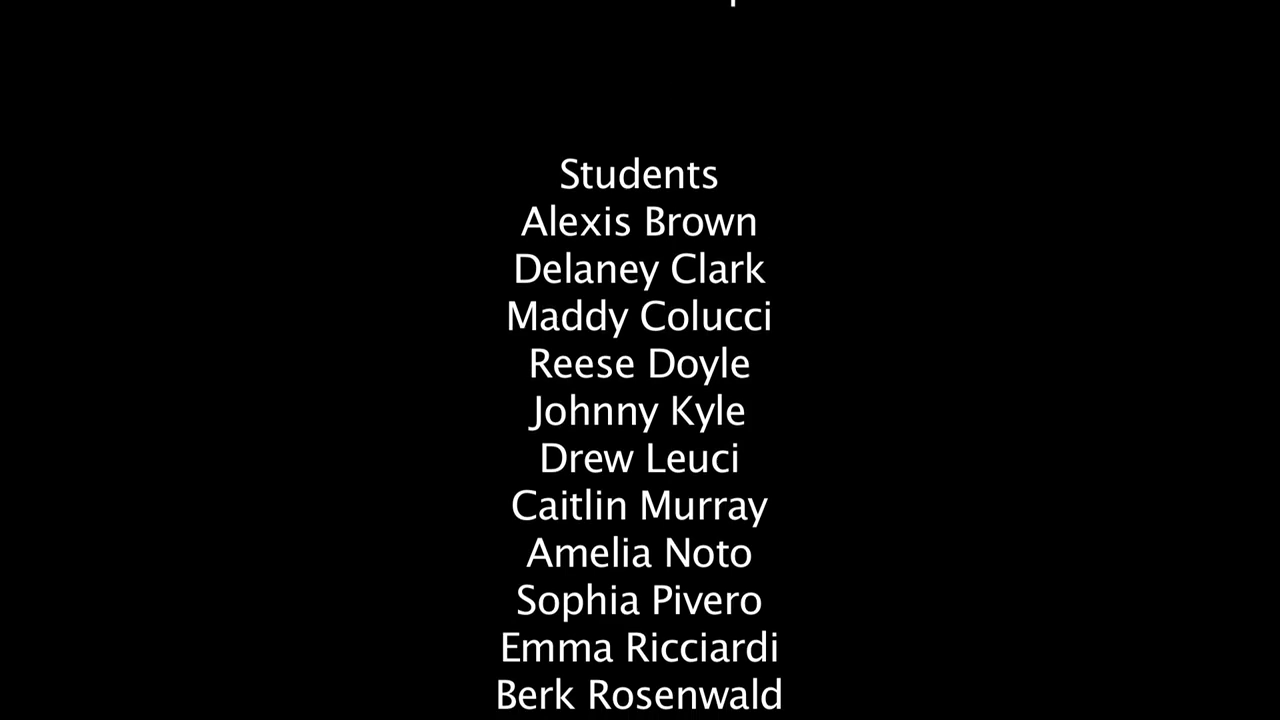 Students
Alexis Brown
Delaney Clark
Maddy Colucci
Reese Doyle
Johnny Kyle
Drew Leuci
Caitlin Murray
Amelia Noto
Sophia Pivero
Emma Ricciardi
Berk Rosenwald